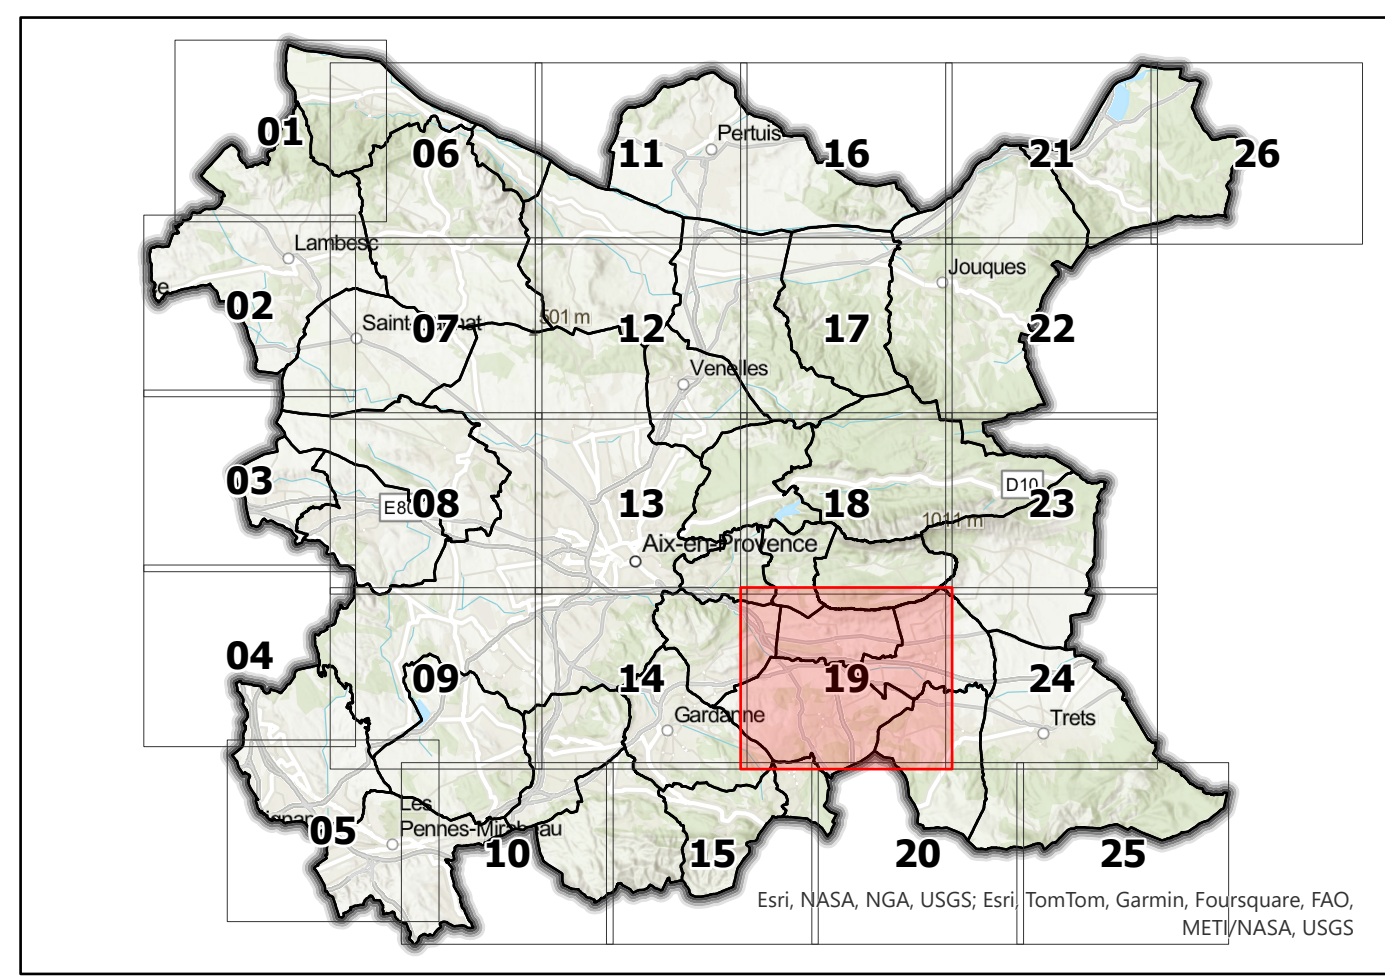 01
06
11
Pertuis
16
21
26
Lambesc
Jouques
02
07
501 m
12
17
22
Venelles
03
E80
08
13
18
D10
23
1011 m
Aix-en-Provence
04
09
14
19
24
Gardanne
Trets
Les
Pennes-Mirabeau
05
10
15
20
25
Esri, NASA, NGA, USGS; Esri, TomTom, Garmin, Foursquare, FAO,
METI/NASA, USGS